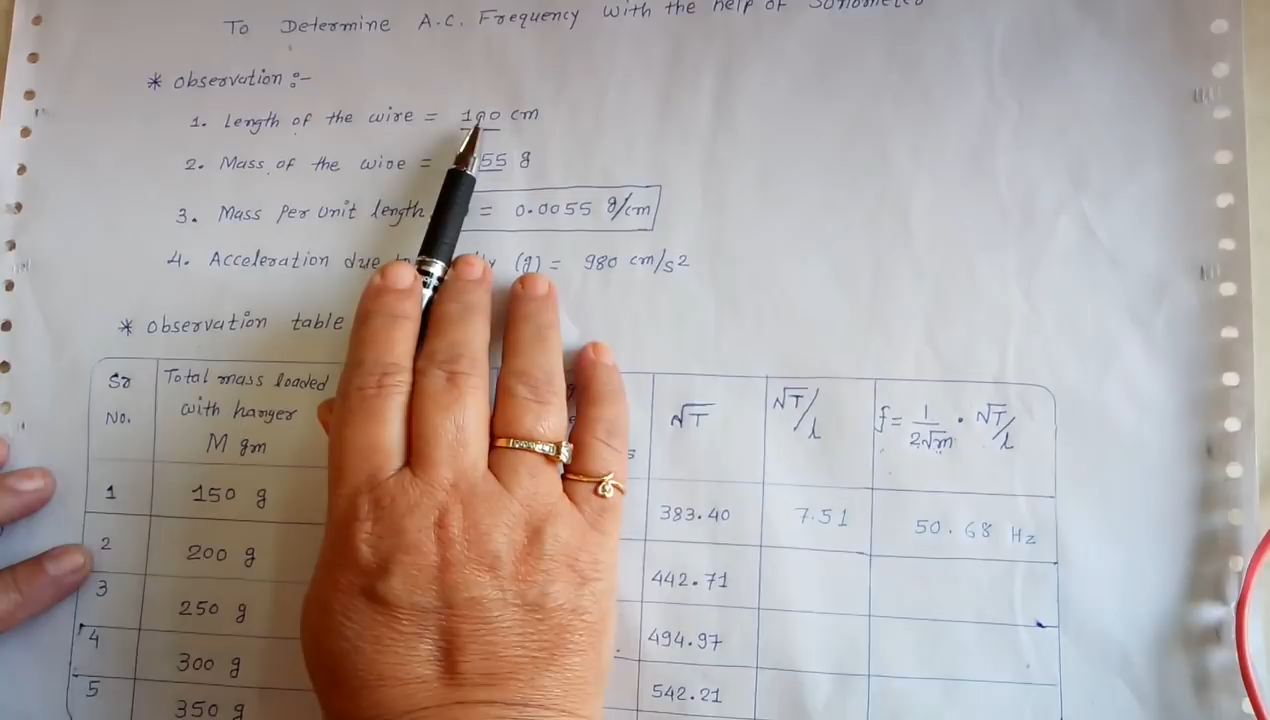 To Determine A.C. Frequency with the help of
* Observation :-
1. Length of the wire = 100 cm
2. Mass of the wire = 55 g
3. Mass per unit length = 0.0055 g/cm
4. Acceleration due (g) = 980 cm/s2
* Observation table
Sr No.
Total mass loaded
with hanger
M gm
√T
√T/l
f = 1/2√m · √T/l
1 150 g 383.40 7.51 50.68 Hz
2 200 g 442.71
3 250 g 494.97
4 300 g 542.21
5 350 g